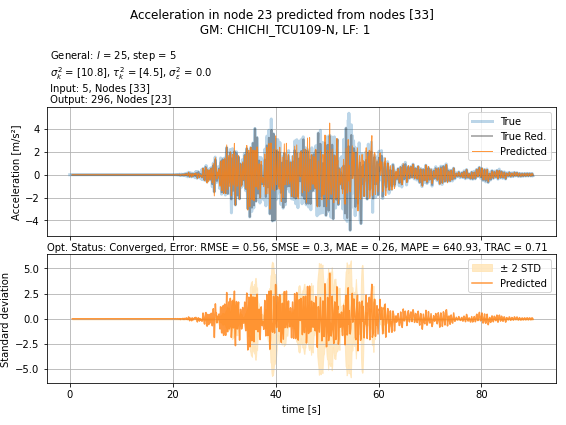 Acceleration in node 23 predicted from nodes [33]
GM: CHICHI_TCU109-N, LF: 1
General: l = 25, step = 5
σ²ₖ = [10.8], τ²ₖ = [4.5], σ²ε = 0.0
Input: 5, Nodes [33]
Output: 296, Nodes [23]
Acceleration [m/s²]
4
2
0
−2
−4
True
True Red.
Predicted
Opt. Status: Converged, Error: RMSE = 0.56, SMSE = 0.3, MAE = 0.26, MAPE = 640.93, TRAC = 0.71
Standard deviation
5.0
2.5
0.0
−2.5
−5.0
± 2 STD
Predicted
0 20 40 60 80
time [s]